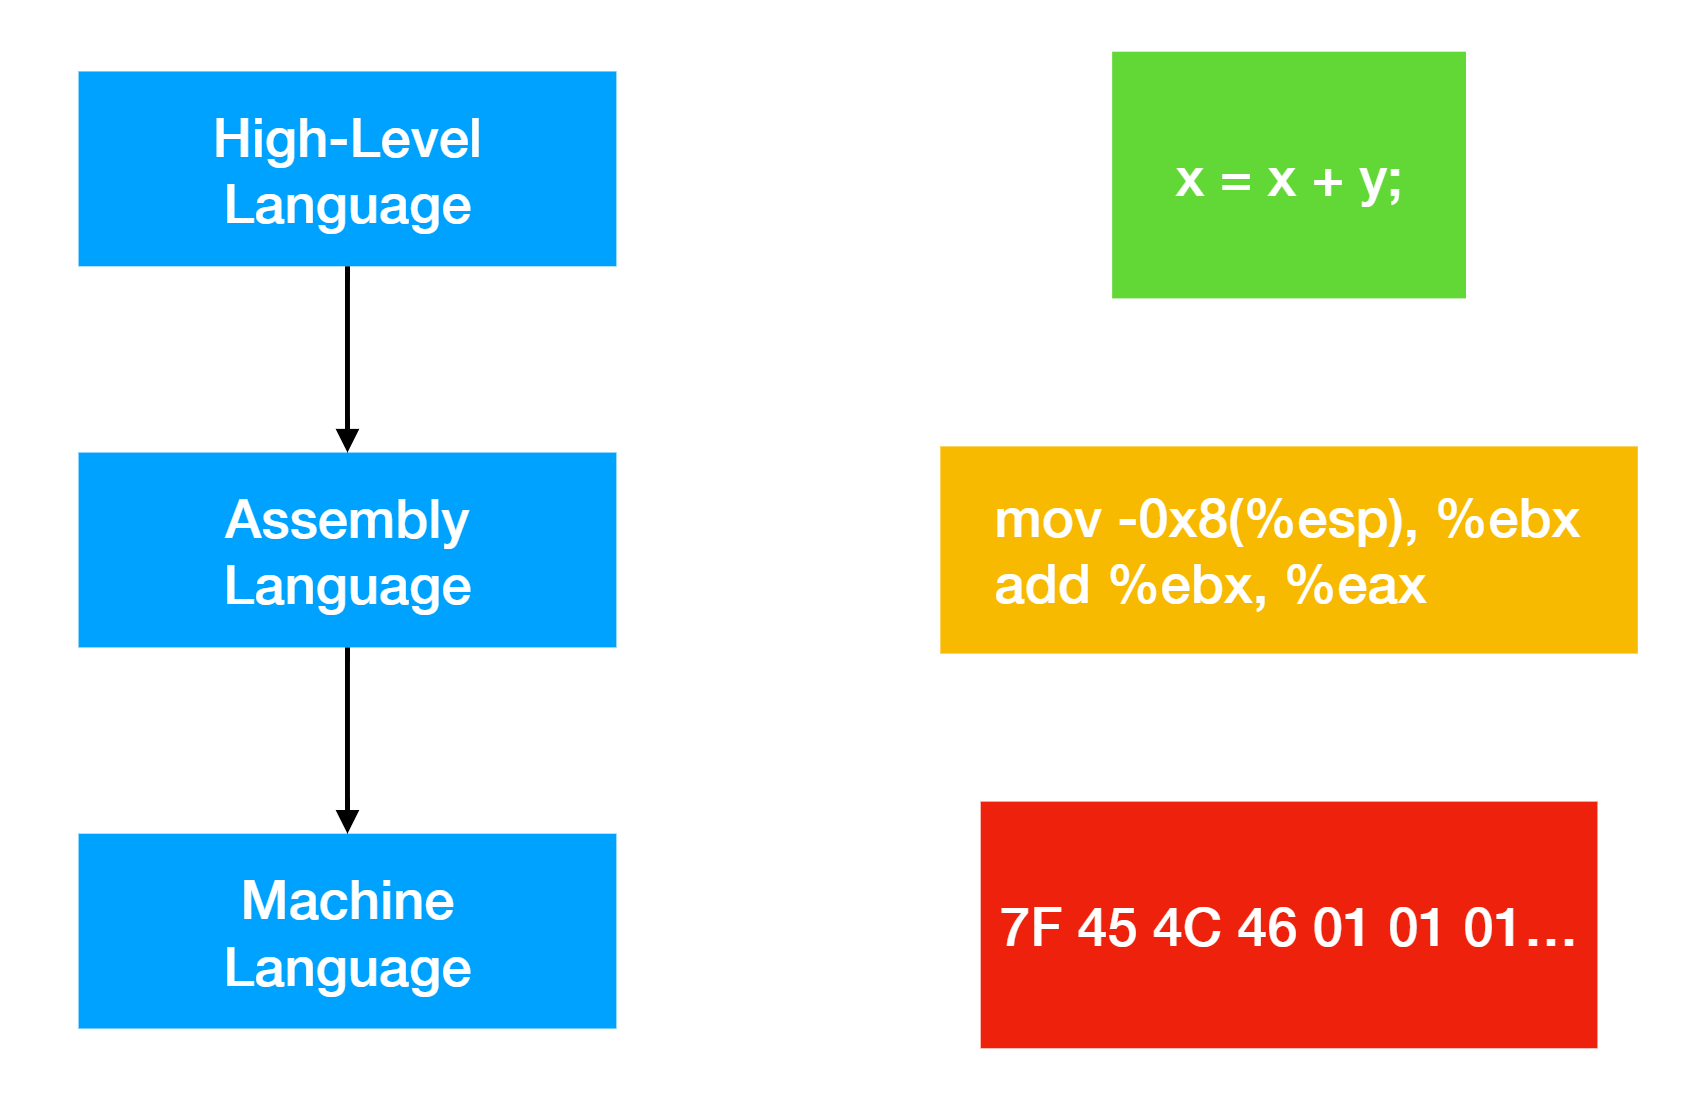 High-Level
Language
x = x + y;
Assembly
Language
mov -0x8(%esp), %ebx
add %ebx, %eax
Machine
Language
7F 45 4C 46 01 01 01…